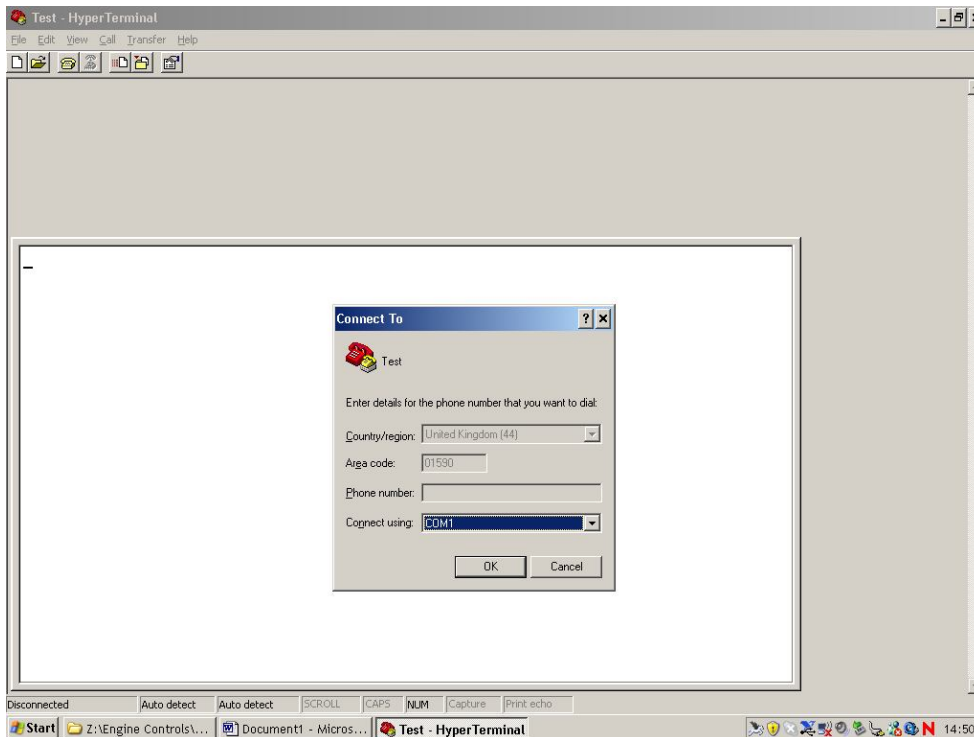 Test - HyperTerminal
File Edit View Call Transfer Help
Connect To
Test
Enter details for the phone number that you want to dial:
Country/region: United Kingdom (44)
Area code: 01590
Phone number:
Connect using: COM1
OK Cancel
Disconnected Auto detect Auto detect SCROLL CAPS NUM Capture Print echo
Start Z:\Engine Controls\... Document1 - Micros... Test - HyperTerminal N 14:50